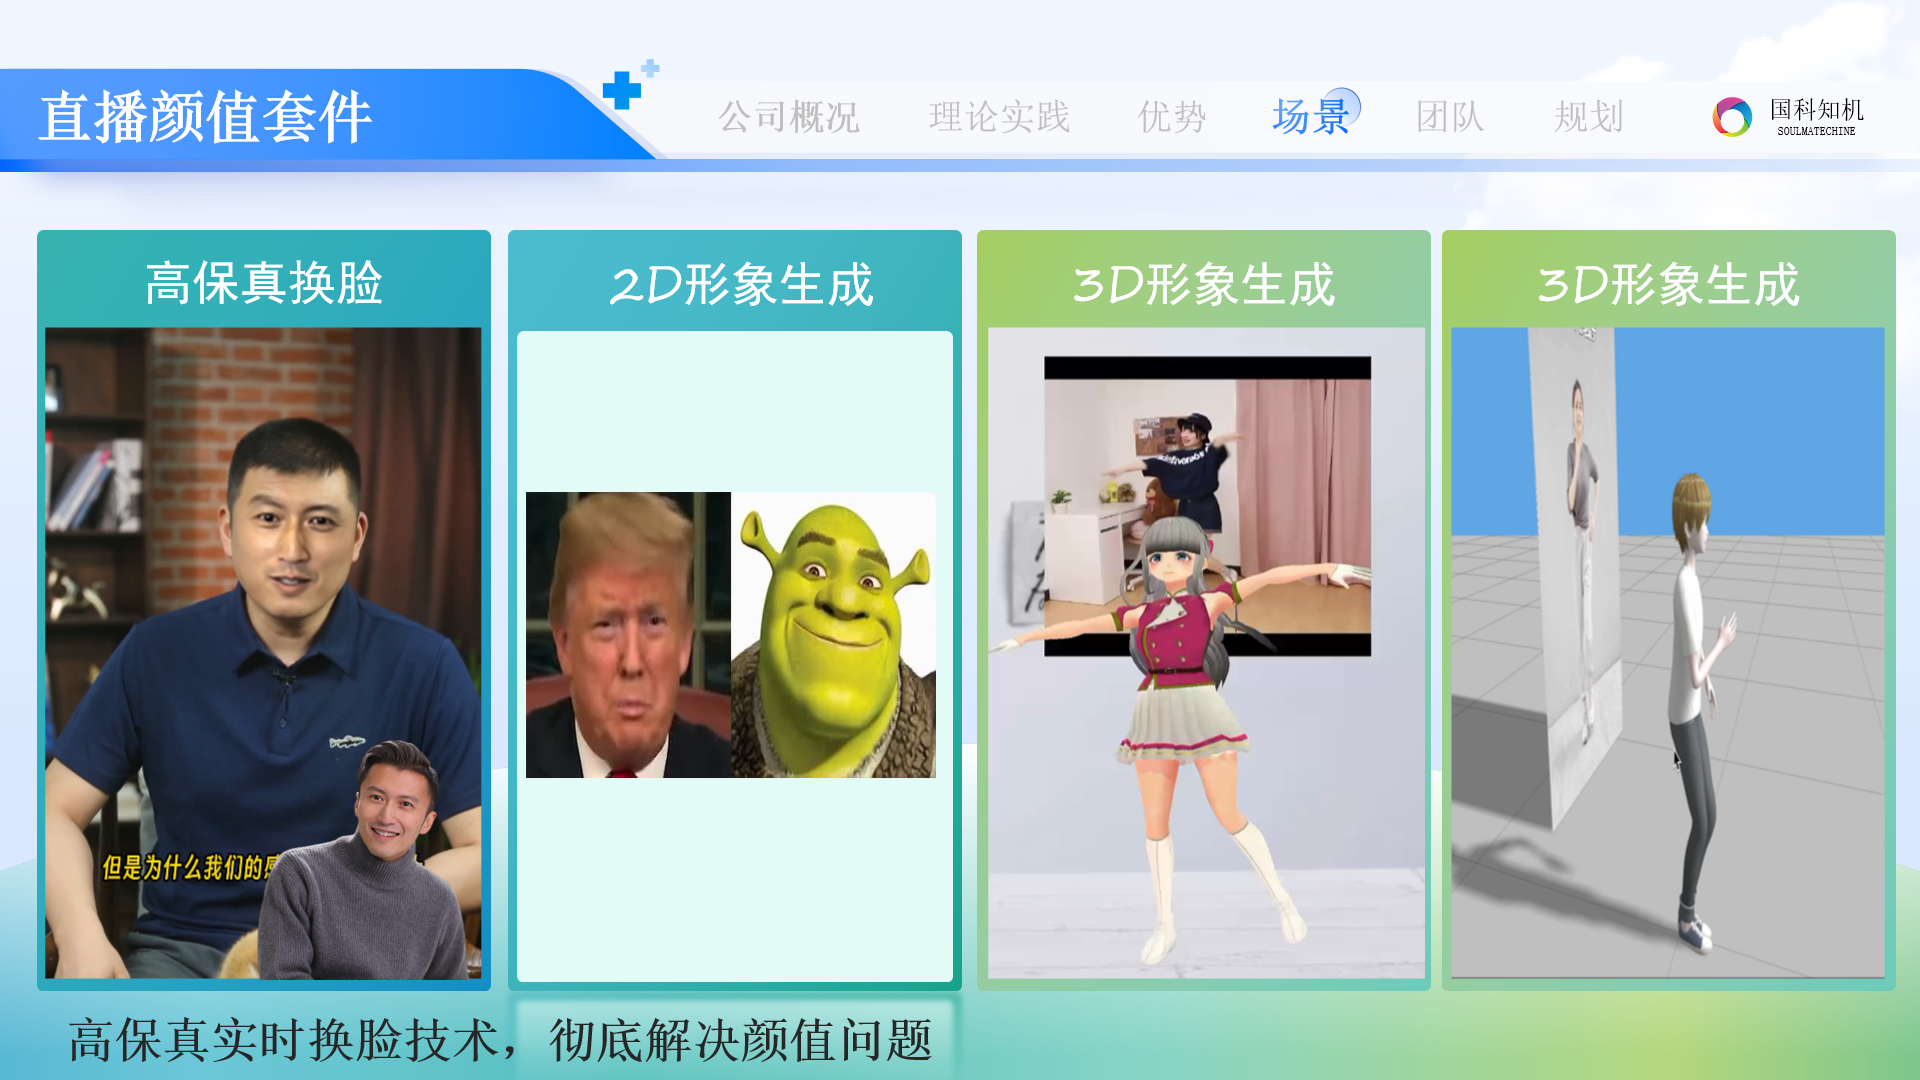 直播颜值套件
公司概况 理论实践 优势 场景 团队 规划
国科知机
SOULMATECHINE
高保真换脸
2D形象生成
3D形象生成
3D形象生成
但是为什么我们的感
高保真实时换脸技术，彻底解决颜值问题